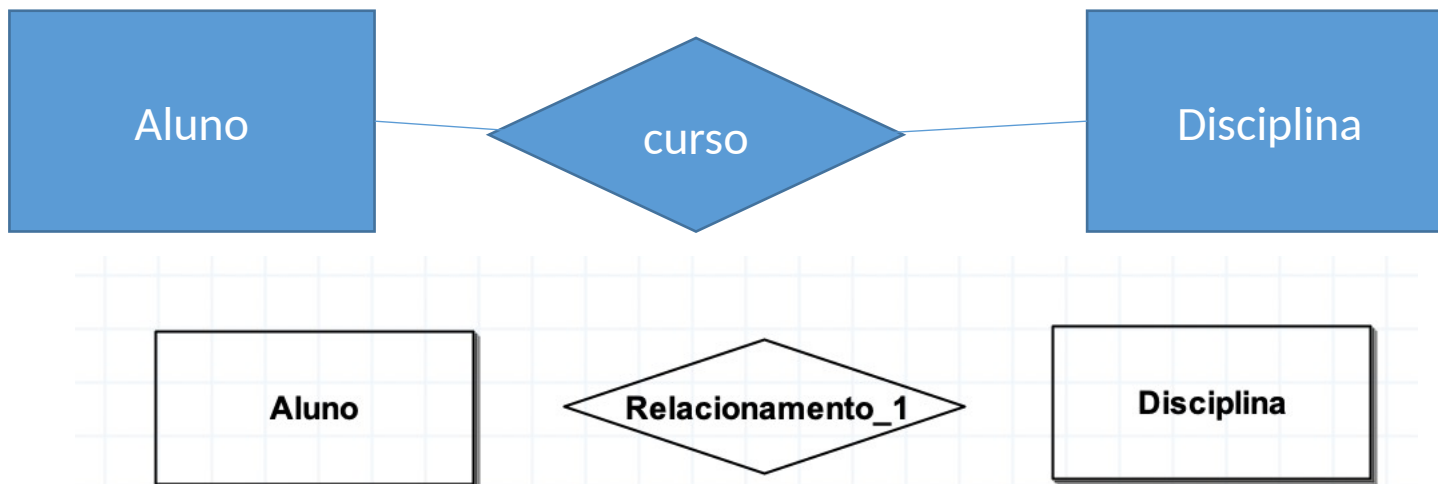 Aluno
curso
Disciplina
Aluno
Relacionamento_1
Disciplina